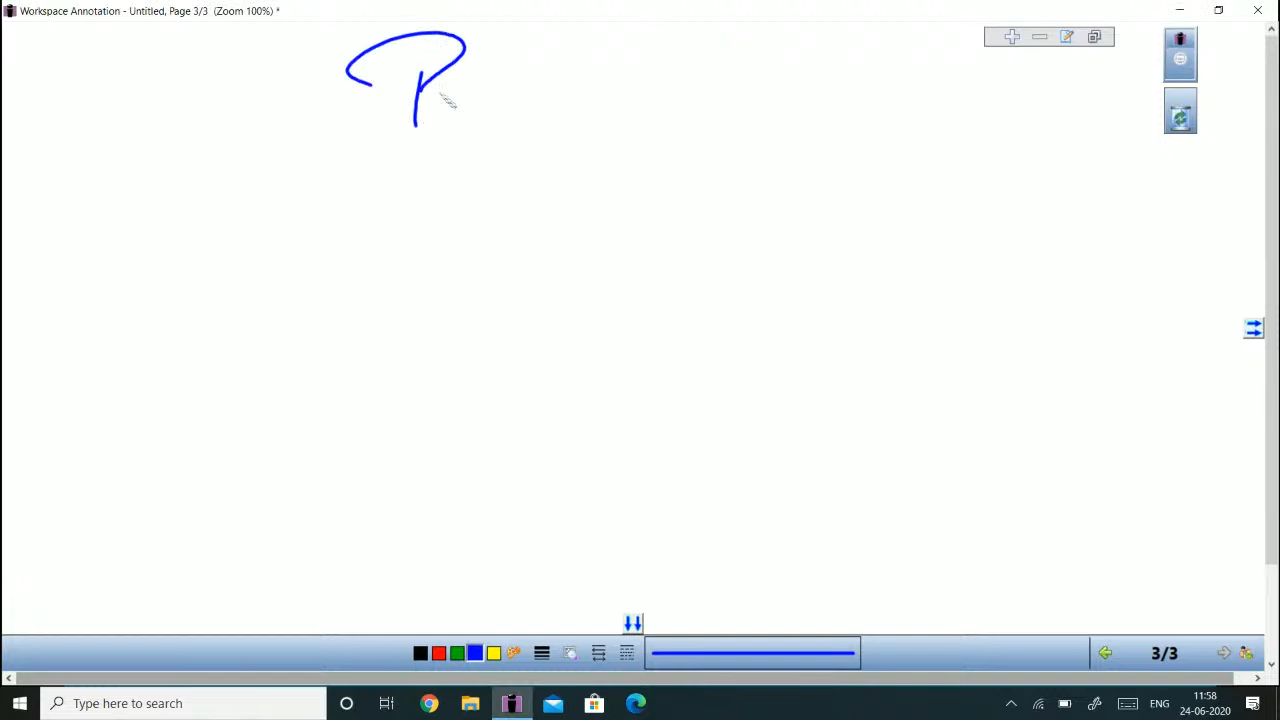 Workspace Annotation - Untitled, Page 3/3 (Zoom 100%) *
P
3/3
Type here to search
ENG
11:58
24-06-2020